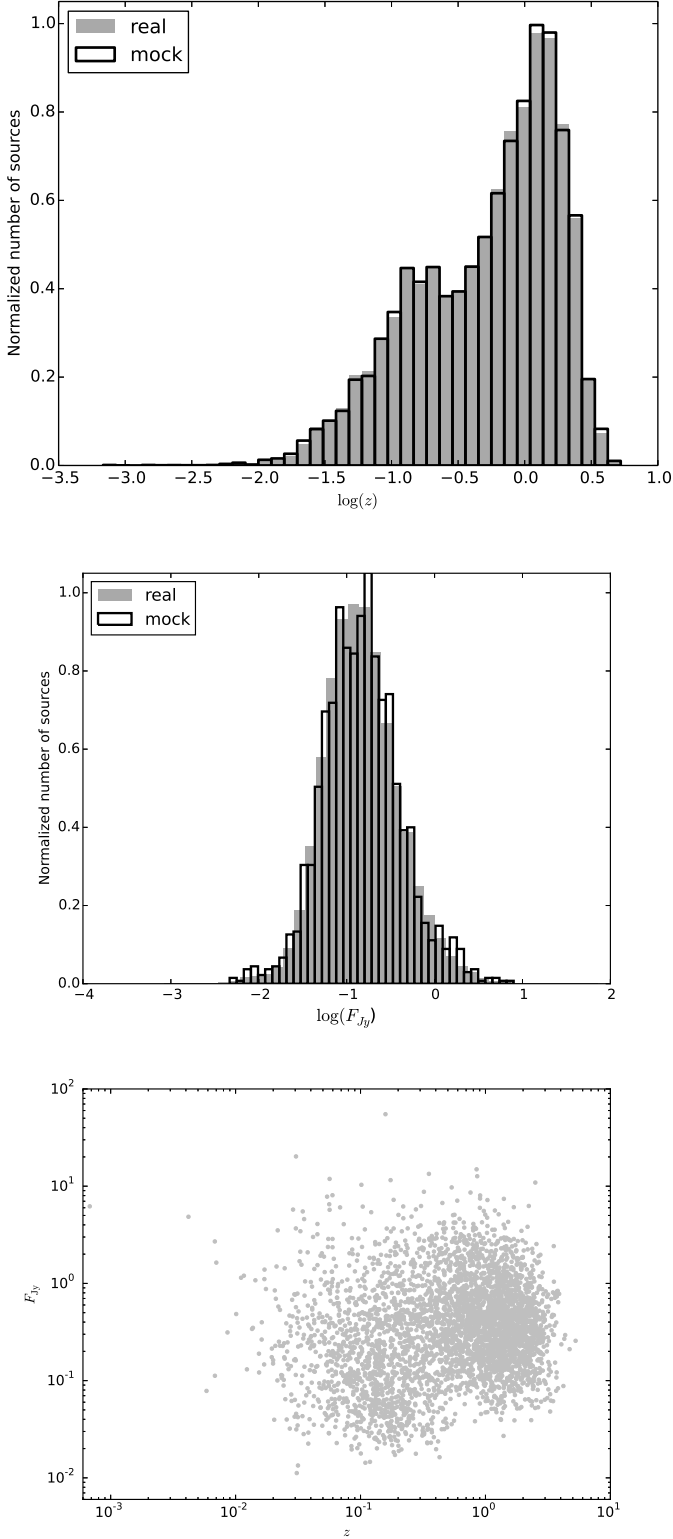 real
mock
Normalized number of sources
1.0
0.8
0.6
0.4
0.2
0.0
−3.5 −3.0 −2.5 −2.0 −1.5 −1.0 −0.5 0.0 0.5 1.0
log(z)
real
mock
Normalized number of sources
1.0
0.8
0.6
0.4
0.2
0.0
−4 −3 −2 −1 0 1 2
log(F_{Jy})
F_{Jy}
10^2
10^1
10^0
10^{-1}
10^{-2}
10^{-3} 10^{-2} 10^{-1} 10^0 10^1
z